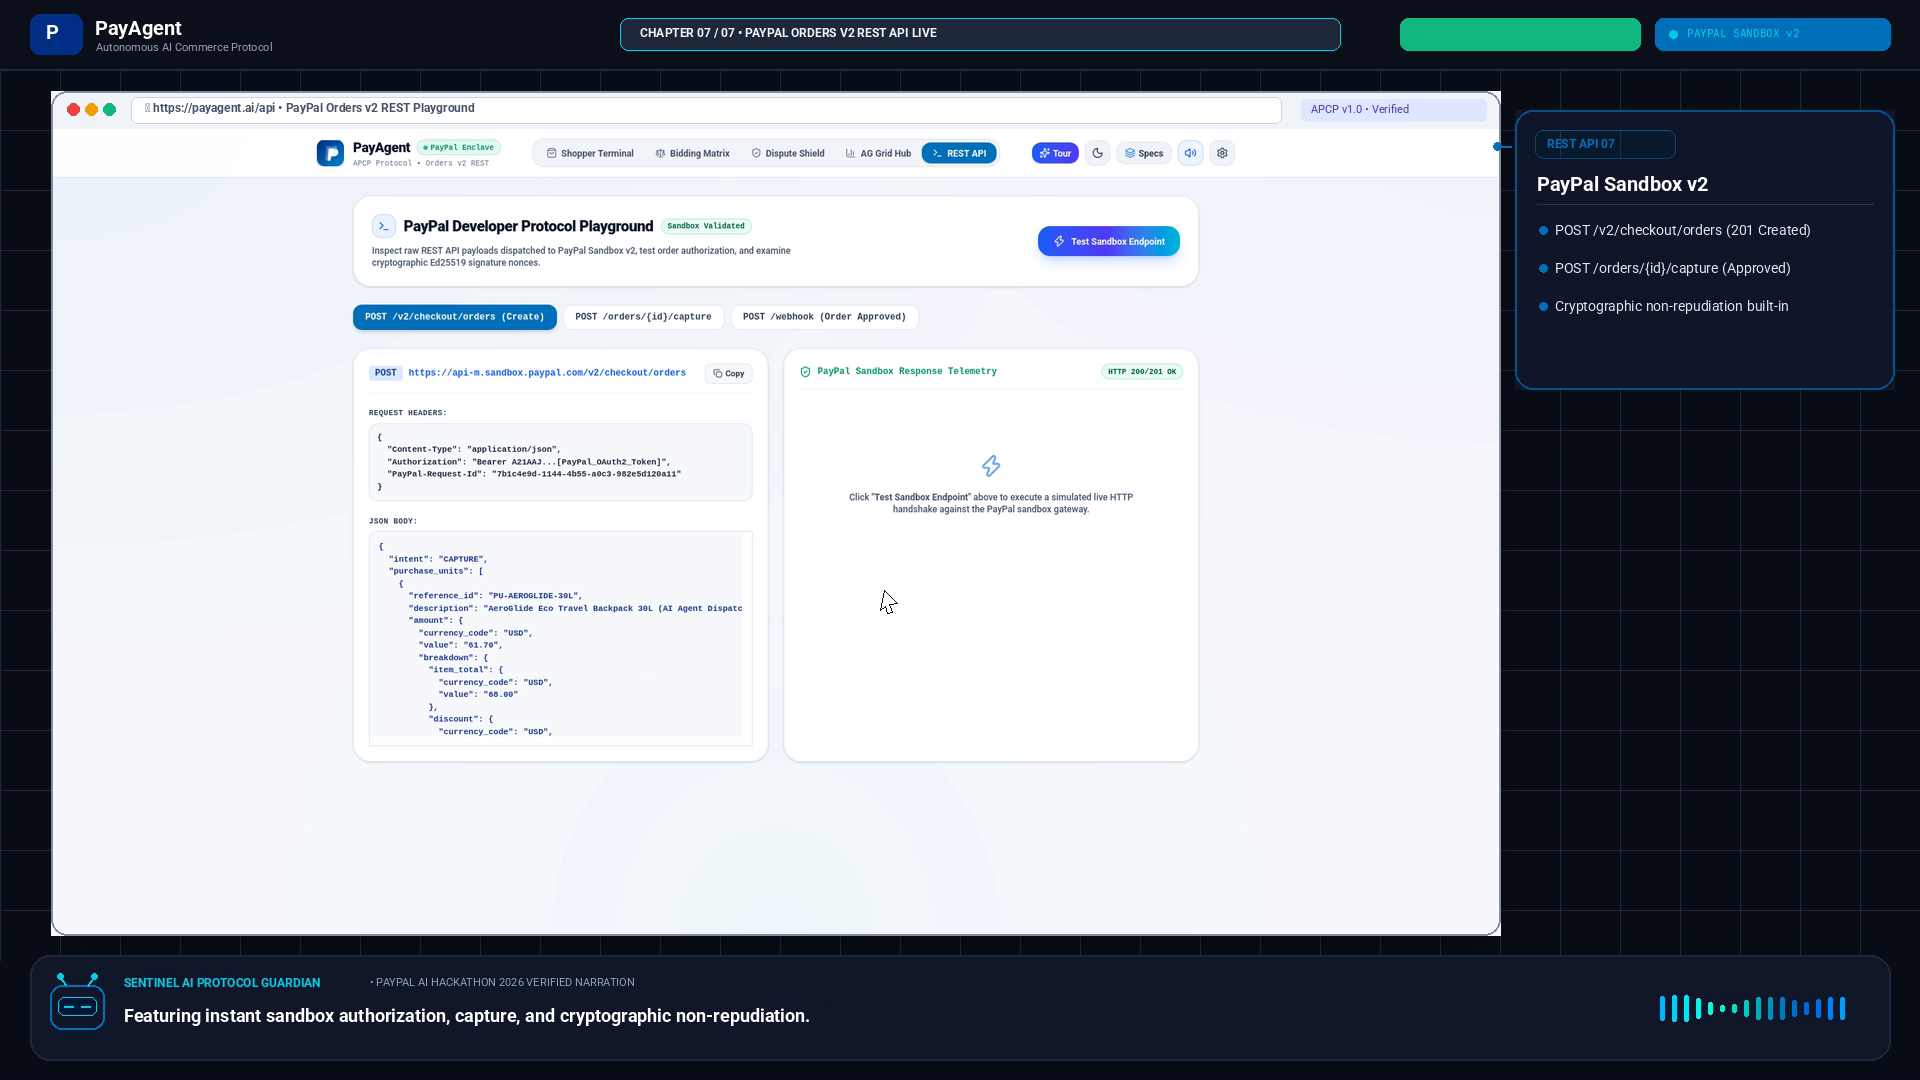 P
PayAgent
Autonomous AI Commerce Protocol
CHAPTER 07 / 07 • PAYPAL ORDERS V2 REST API LIVE
PAYPAL SANDBOX v2
https://payagent.ai/api • PayPal Orders v2 REST Playground
APCP v1.0 • Verified
PayAgent
PayPal Enclave
APCP Protocol • Orders v2 REST
Shopper Terminal
Bidding Matrix
Dispute Shield
AG Grid Hub
REST API
Tour
Specs
PayPal Developer Protocol Playground
Sandbox Validated
Inspect raw REST API payloads dispatched to PayPal Sandbox v2, test order authorization, and examine
cryptographic Ed25519 signature nonces.
Test Sandbox Endpoint
POST /v2/checkout/orders (Create)
POST /orders/{id}/capture
POST /webhook (Order Approved)
POST
https://api-m.sandbox.paypal.com/v2/checkout/orders
Copy
REQUEST HEADERS:
{
"Content-Type": "application/json",
"Authorization": "Bearer A21AAJ...[PayPal_OAuth2_Token]",
"PayPal-Request-Id": "7b1c4e9d-1144-4b55-a0c3-982e5d120a11"
}
JSON BODY:
{
"intent": "CAPTURE",
"purchase_units": [
{
"reference_id": "PU-AEROGLIDE-30L",
"description": "AeroGlide Eco Travel Backpack 30L (AI Agent Dispatc
"amount": {
"currency_code": "USD",
"value": "61.70",
"breakdown": {
"item_total": {
"currency_code": "USD",
"value": "68.00"
},
"discount": {
"currency_code": "USD",
PayPal Sandbox Response Telemetry
HTTP 200/201 OK
Click "Test Sandbox Endpoint" above to execute a simulated live HTTP
handshake against the PayPal sandbox gateway.
REST API 07
PayPal Sandbox v2
POST /v2/checkout/orders (201 Created)
POST /orders/{id}/capture (Approved)
Cryptographic non-repudiation built-in
SENTINEL AI PROTOCOL GUARDIAN
• PAYPAL AI HACKATHON 2026 VERIFIED NARRATION
Featuring instant sandbox authorization, capture, and cryptographic non-repudiation.